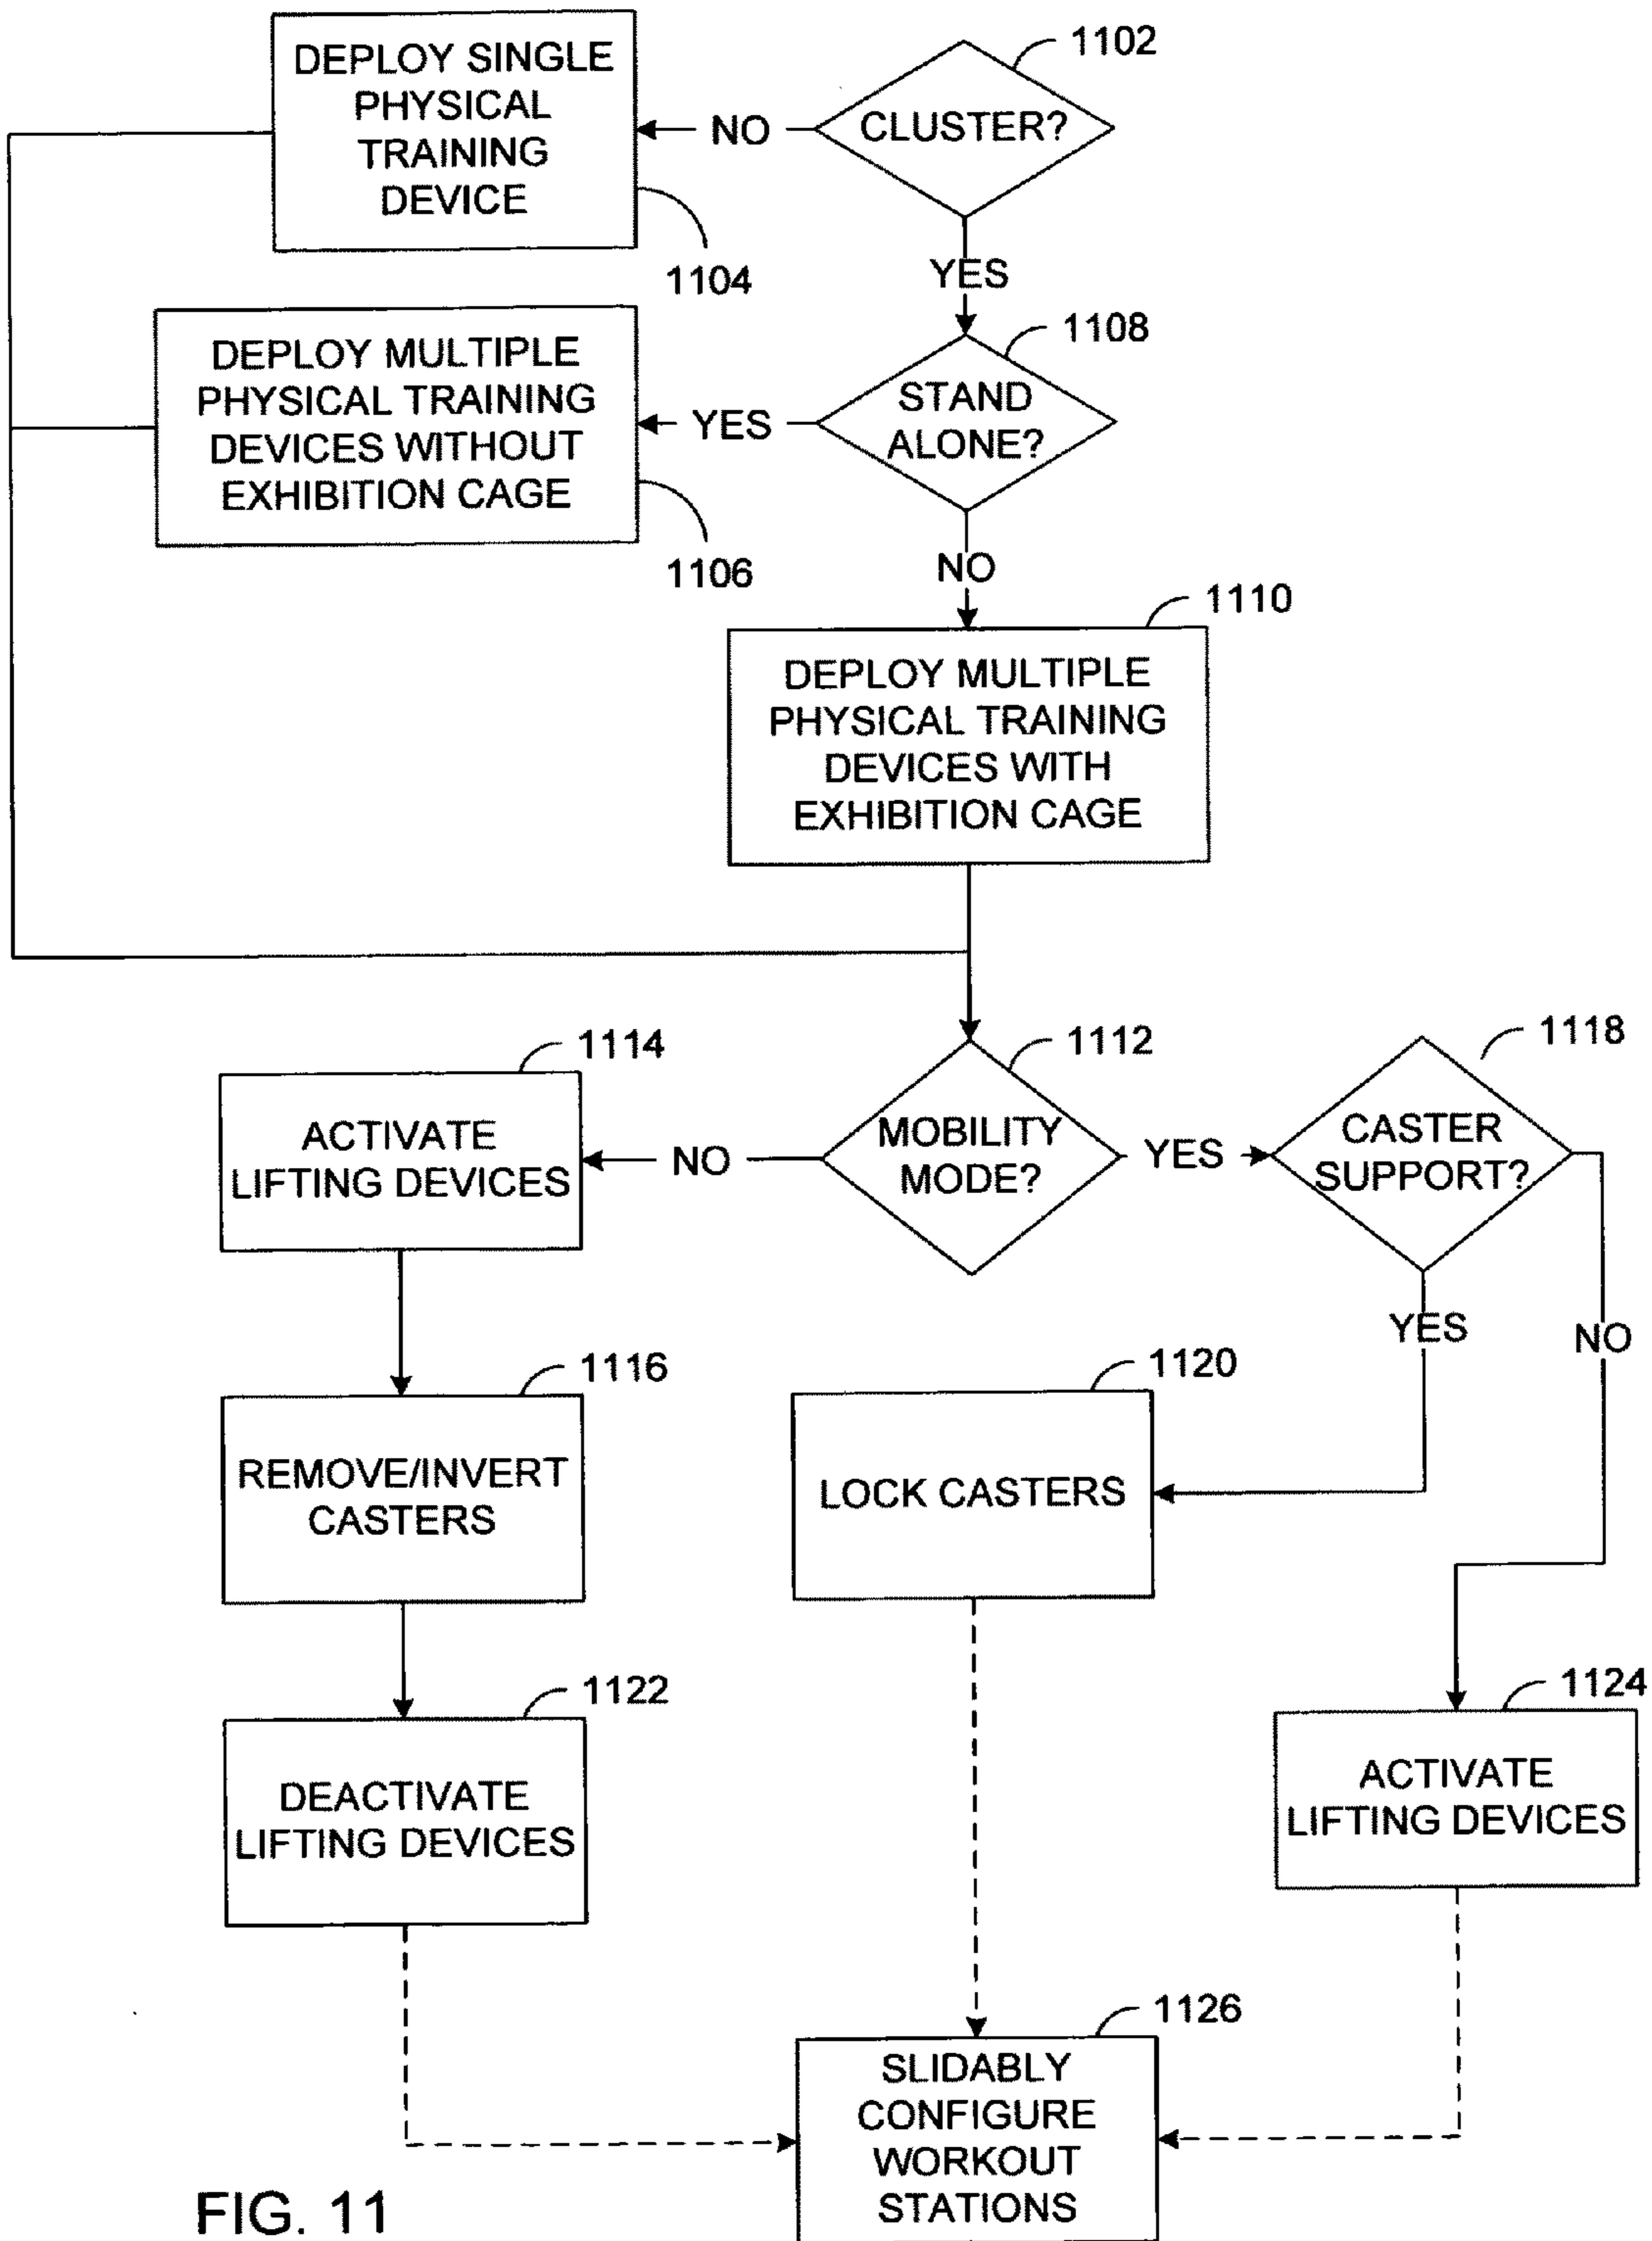 DEPLOY SINGLE
PHYSICAL
TRAINING
DEVICE
1104
NO
CLUSTER?
1102
YES
DEPLOY MULTIPLE
PHYSICAL TRAINING
DEVICES WITHOUT
EXHIBITION CAGE
1106
YES
STAND
ALONE?
1108
NO
1110
DEPLOY MULTIPLE
PHYSICAL TRAINING
DEVICES WITH
EXHIBITION CAGE
1114
ACTIVATE
LIFTING DEVICES
NO
1112
MOBILITY
MODE?
YES
1118
CASTER
SUPPORT?
YES
NO
1116
REMOVE/INVERT
CASTERS
1120
LOCK CASTERS
1122
DEACTIVATE
LIFTING DEVICES
1124
ACTIVATE
LIFTING DEVICES
1126
SLIDABLY
CONFIGURE
WORKOUT
STATIONS
FIG. 11